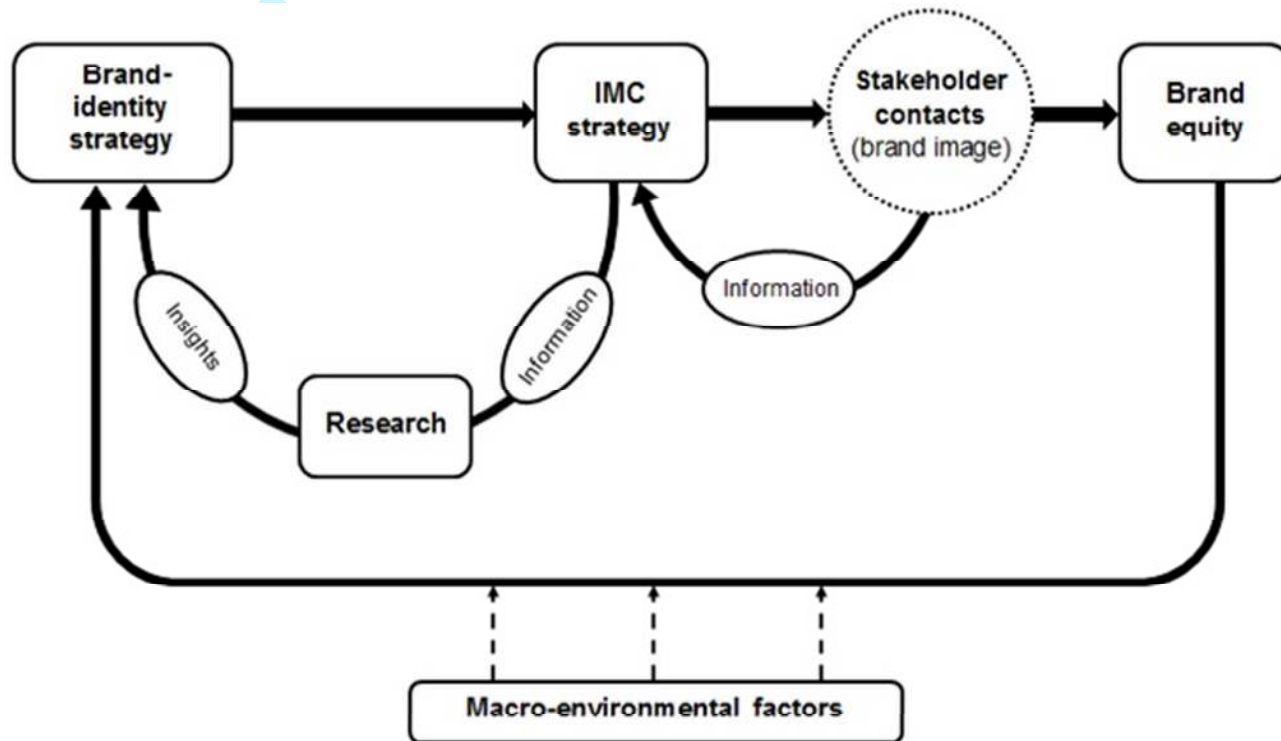 Brand-
identity
strategy
IMC
strategy
Stakeholder
contacts
(brand image)
Brand
equity
Insights
Information
Information
Research
Macro-environmental factors